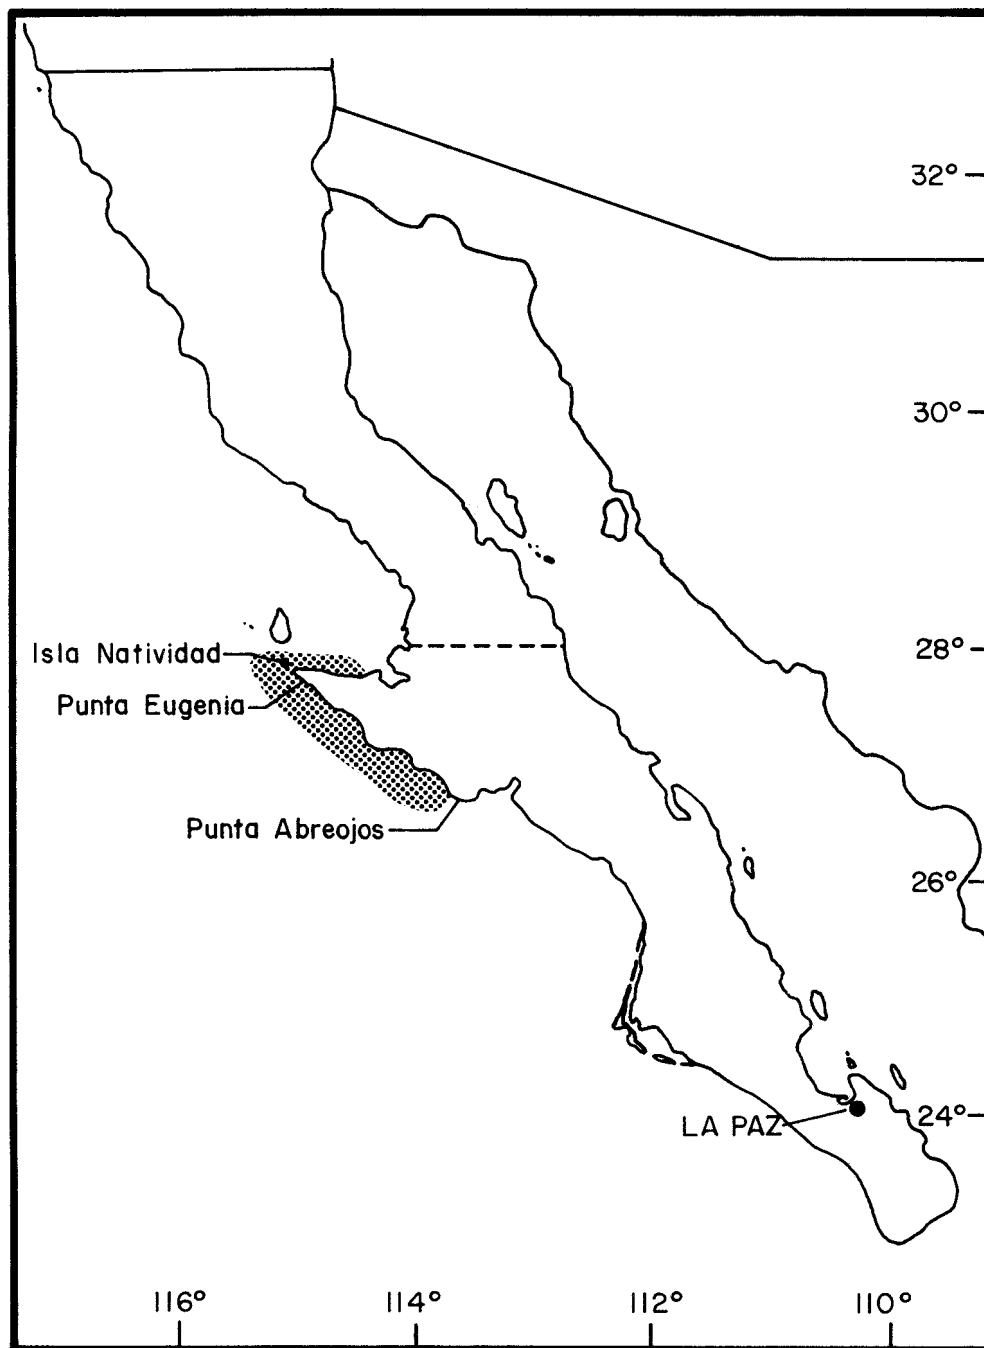 32°
30°
Isla Natividad
28°
Punta Eugenia
Punta Abreojos
26°
LA PAZ
24°
116° 114° 112° 110°